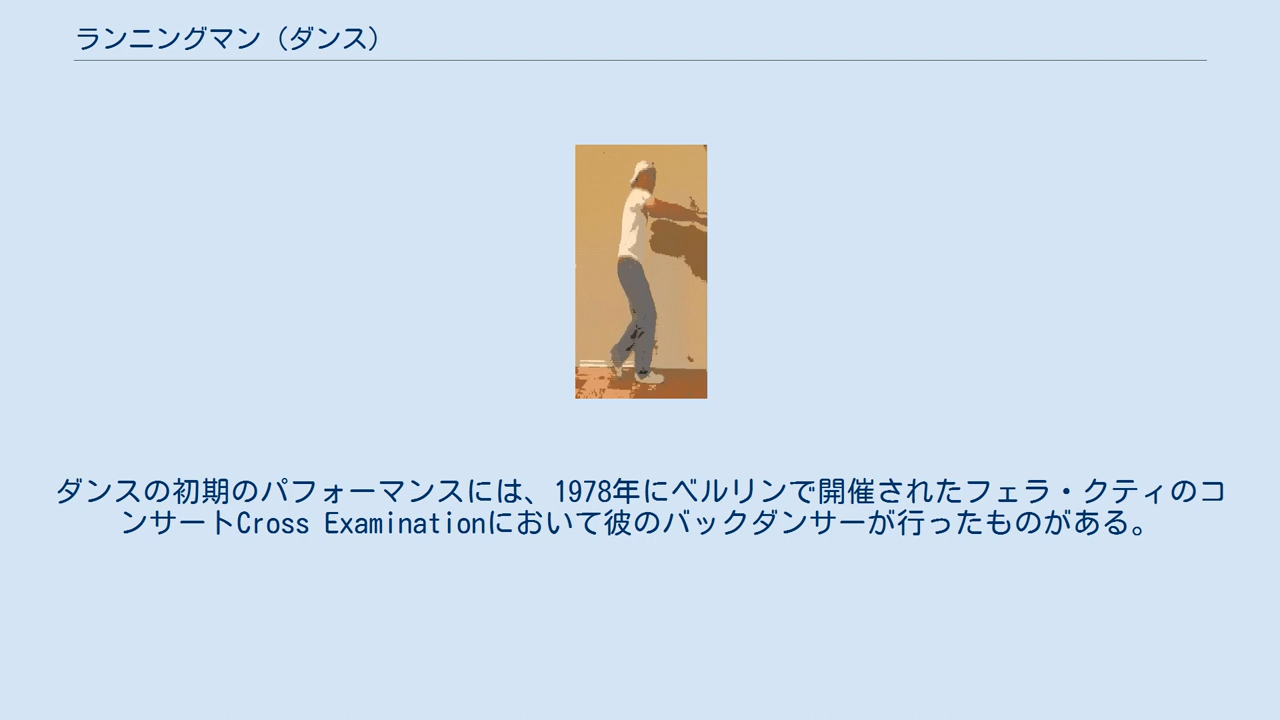 ランニングマン（ダンス）
ダンスの初期のパフォーマンスには、1978年にベルリンで開催されたフェラ・クティのコ
ンサートCross Examinationにおいて彼のバックダンサーが行ったものがある。